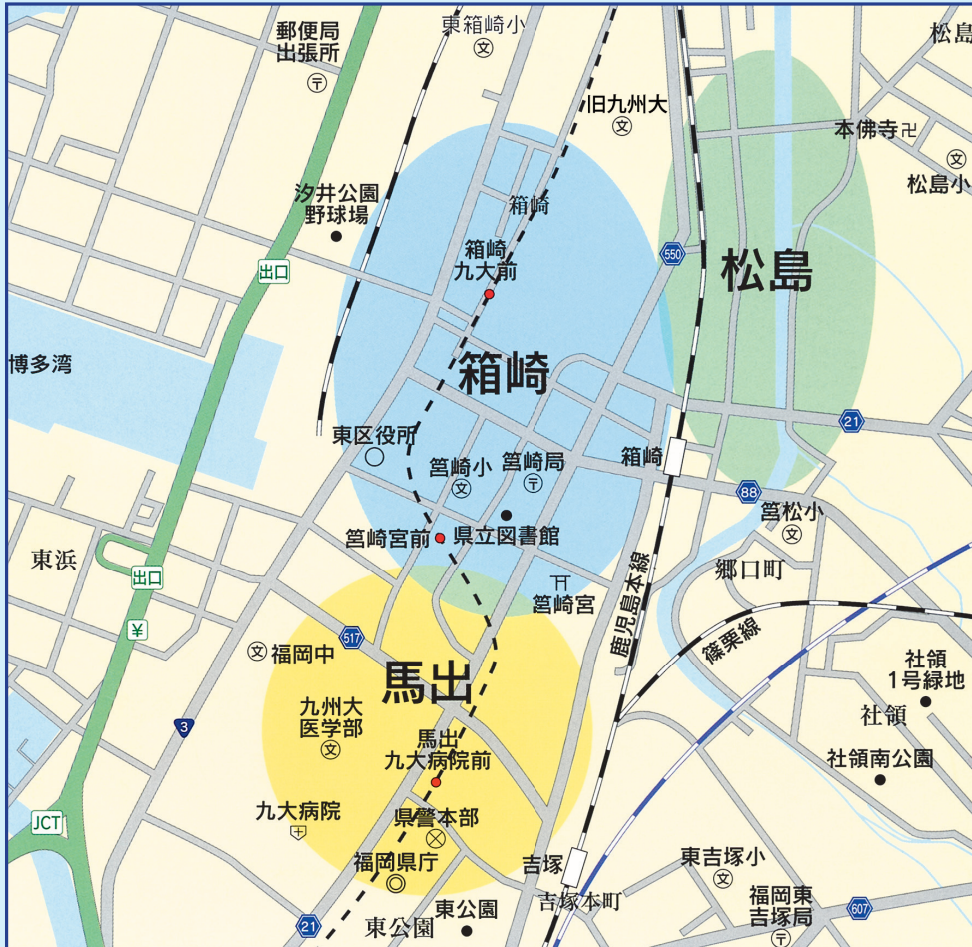 東箱崎小
郵便局
出張所
松島
旧九州大
本佛寺
松島小
汐井公園
野球場
箱崎
箱崎
九大前
出口
550
松島
博多湾
箱崎
21
東区役所
箱崎
筥崎小
筥崎局
88
筥松小
県立図書館
筥崎宮前
東浜
郷口町
出口
筥崎宮
鹿児島本線
¥
517
福岡中
篠栗線
馬出
社領
1号緑地
社領
九州大
医学部
3
馬出
九大病院前
社領南公園
九大病院
県警本部
JCT
福岡県庁
吉塚
東吉塚小
吉塚本町
福岡東
吉塚局
607
21
東公園
東公園